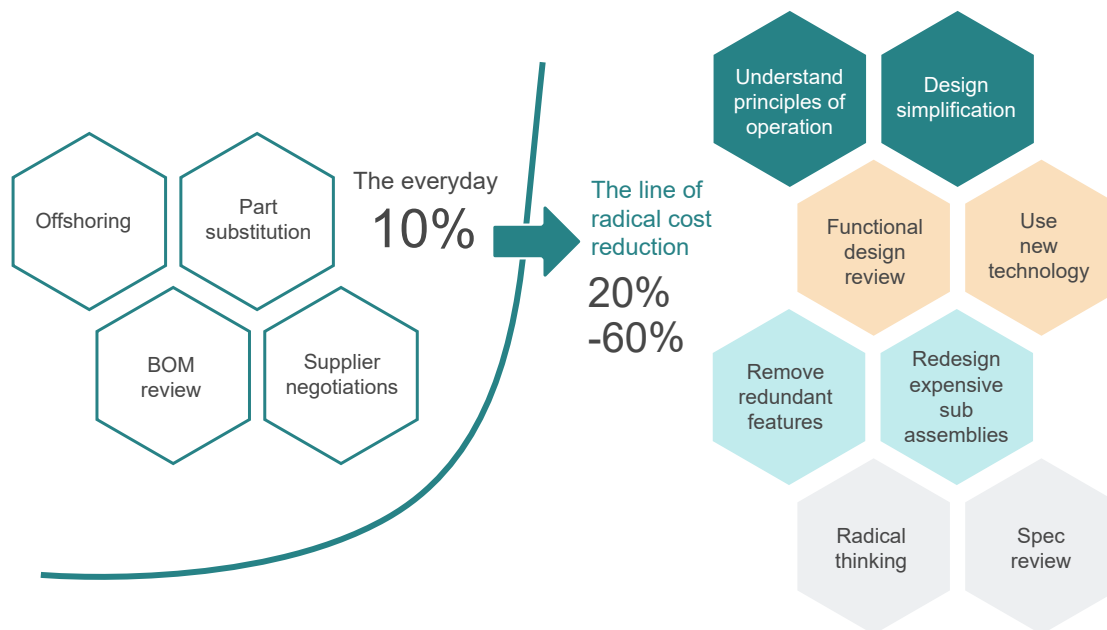 Offshoring
Part
substitution
BOM
review
Supplier
negotiations
The everyday
10%
The line of
radical cost
reduction
20%
-60%
Understand
principles of
operation
Design
simplification
Functional
design
review
Use
new
technology
Remove
redundant
features
Redesign
expensive
sub
assemblies
Radical
thinking
Spec
review